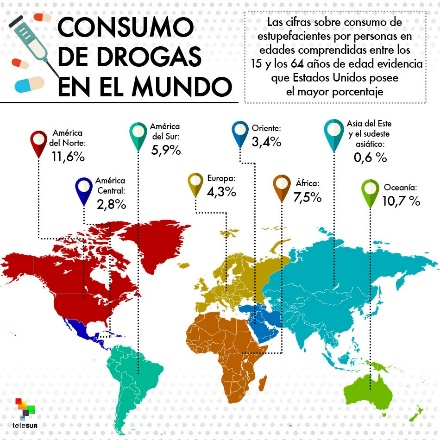 CONSUMO
DE DROGAS
EN EL MUNDO
Las cifras sobre consumo de
estupefacientes por personas en
edades comprendidas entre los
15 y los 64 años de edad evidencia
que Estados Unidos posee
el mayor porcentaje
América
del Norte:
11,6%
América
Central:
2,8%
América
del Sur:
5,9%
Europa:
4,3%
Oriente:
3,4%
África:
7,5%
Asia del Este
y el sudeste
asiático:
0,6 %
Oceanía:
10,7 %
teleSUR